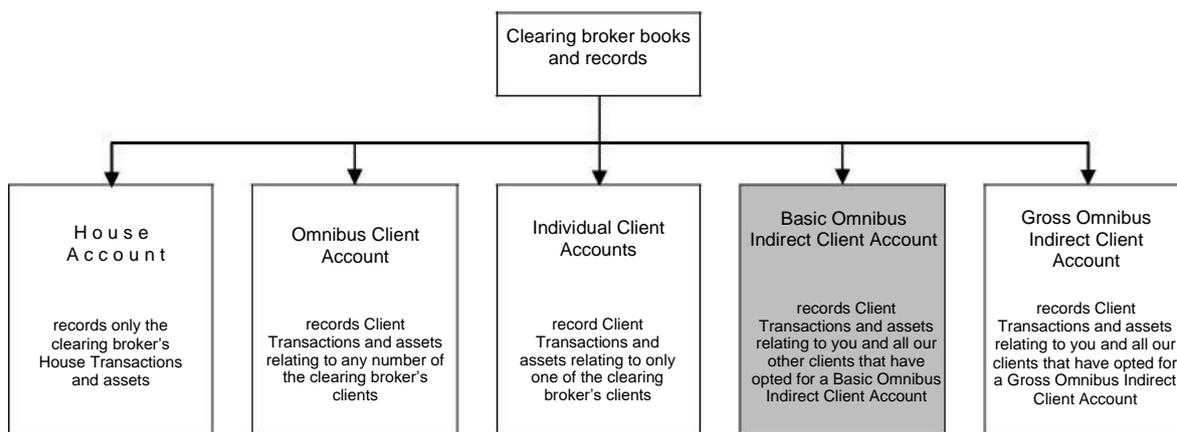 Clearing broker books
and records
House
Account
records only the
clearing broker's
House Transactions
and assets
Omnibus Client
Account
records Client
Transactions and assets
relating to any number of
the clearing broker's
clients
Individual Client
Accounts
record Client
Transactions and
assets relating to only
one of the clearing
broker's clients
Basic Omnibus
Indirect Client Account
records Client
Transactions and assets
relating to you and all our
other clients that have
opted for a Basic Omnibus
Indirect Client Account
Gross Omnibus
Indirect Client
Account
records Client
Transactions and assets
relating to you and all our
clients that have opted for
a Gross Omnibus Indirect
Client Account